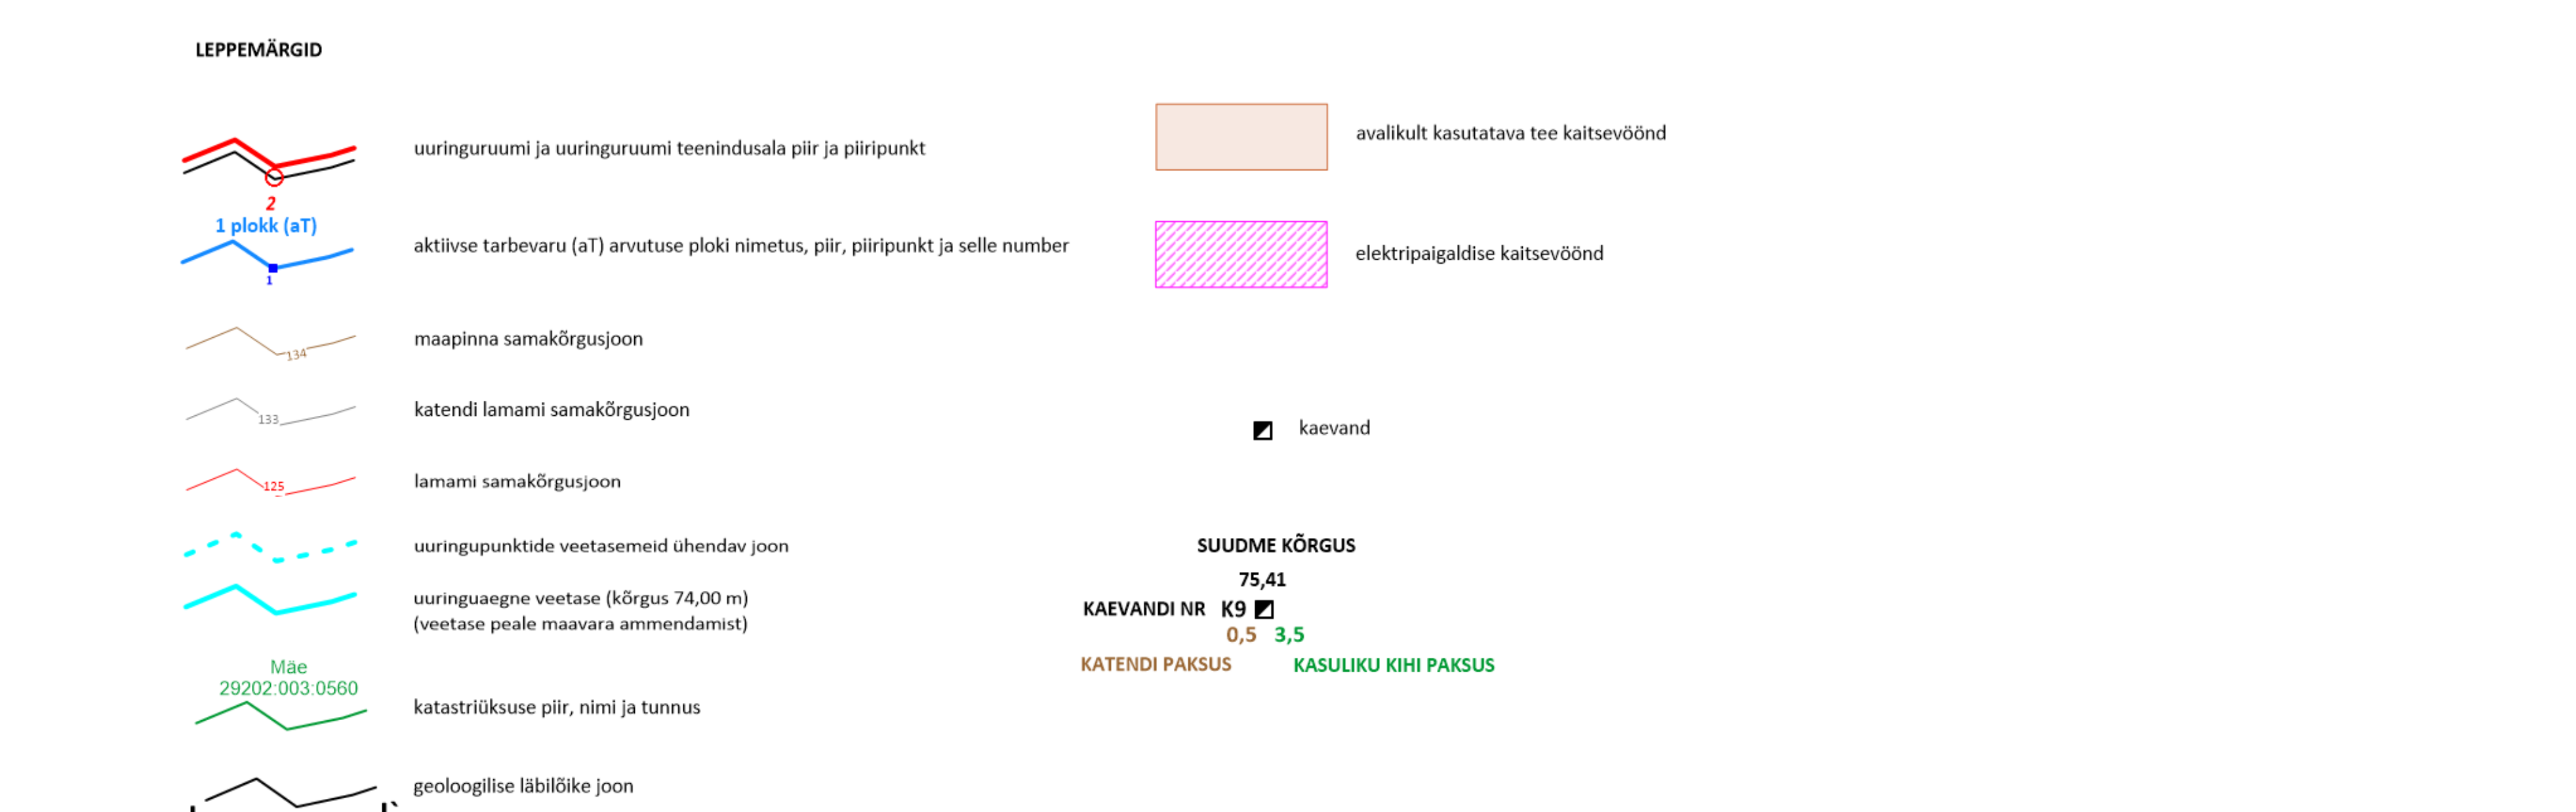 LEPPEMÄRGID
uuringuruumi ja uuringuruumi teenindusala piir ja piiripunkt
2
1 plokk (aT)
aktiivse tarbevaru (aT) arvutuse ploki nimetus, piir, piiripunkt ja selle number
1
maapinna samakõrgusjoon
134
katendi lamami samakõrgusjoon
133
lamami samakõrgusjoon
125
uuringupunktide veetasemeid ühendav joon
uuringuaegne veetase (kõrgus 74,00 m)
(veetase peale maavara ammendamist)
Mäe
29202:003:0560
katastriüksuse piir, nimi ja tunnus
geoloogilise läbilõike joon
avalikult kasutatava tee kaitsevöönd
elektripaigaldise kaitsevöönd
kaevand
SUUDME KÕRGUS
75,41
KAEVANDI NR K9
0,5 3,5
KATENDI PAKSUS KASULIKU KIHI PAKSUS